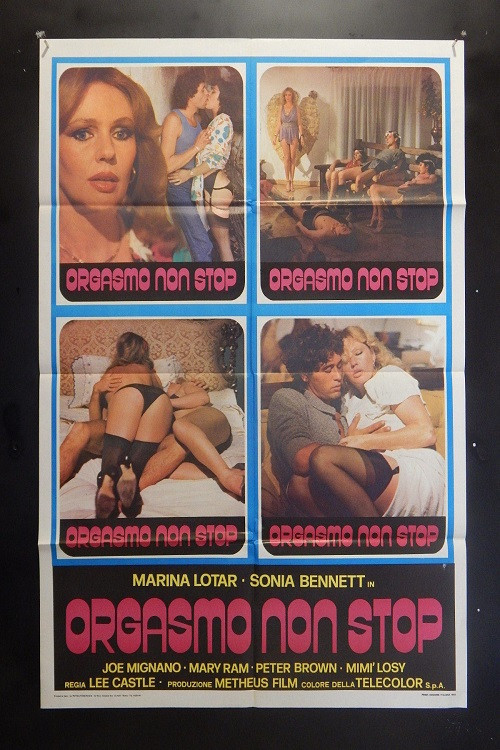 ORGASMO NON STOP
ORGASMO NON STOP
ORGASMO NON STOP
ORGASMO NON STOP
MARINA LOTAR · SONIA BENNETT IN
ORGASMO NON STOP
JOE MIGNANO · MARY RAM · PETER BROWN · MIMI' LOSY
REGIA LEE CASTLE · PRODUZIONE METHEUS FILM COLORE DELLA TELECOLOR S.p.A.